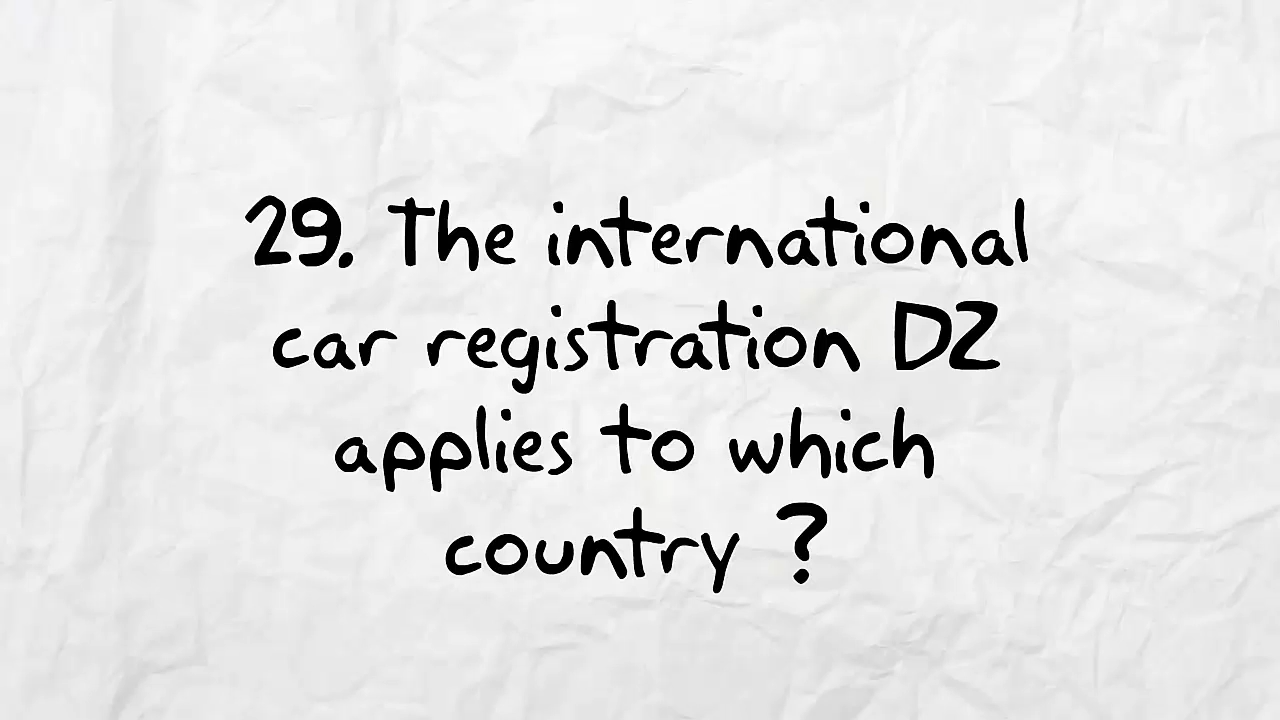 29. The international
car registration DZ
applies to which
country ?